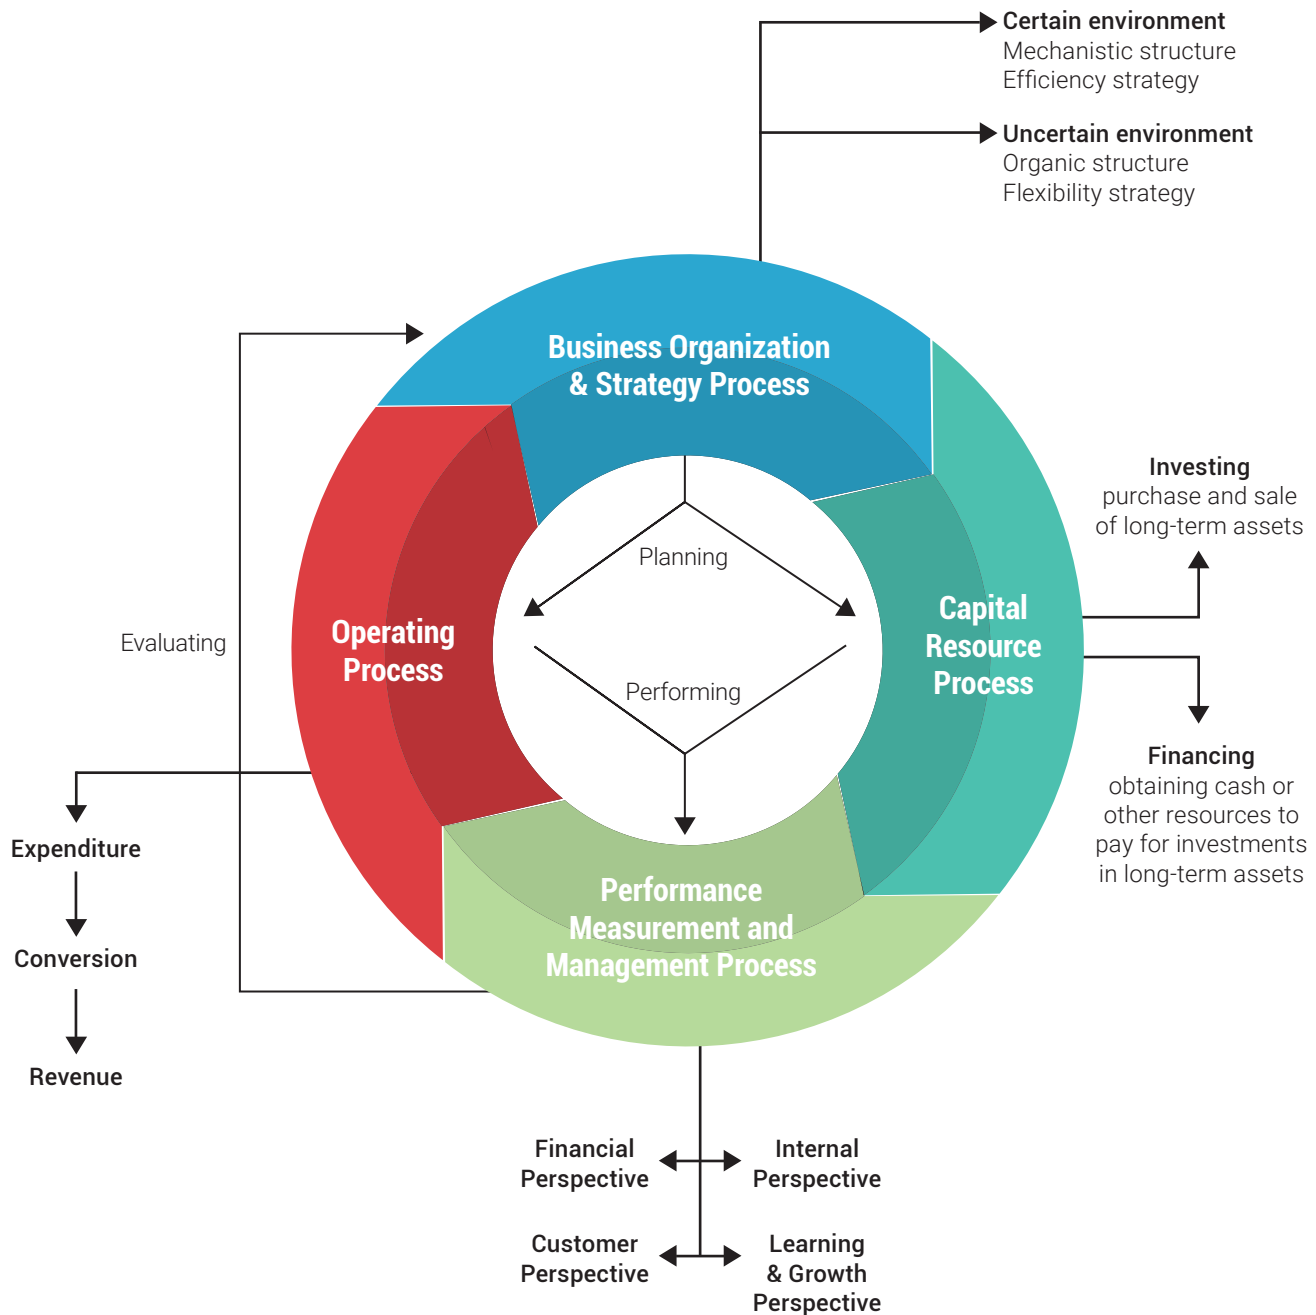 Certain environment
Mechanistic structure
Efficiency strategy
Uncertain environment
Organic structure
Flexibility strategy
Business Organization
& Strategy Process
Investing
purchase and sale
of long-term assets
Planning
Capital
Resource
Process
Operating
Process
Evaluating
Performing
Financing
obtaining cash or
other resources to
pay for investments
in long-term assets
Expenditure
Conversion
Revenue
Performance
Measurement and
Management Process
Financial
Perspective
Internal
Perspective
Customer
Perspective
Learning
& Growth
Perspective